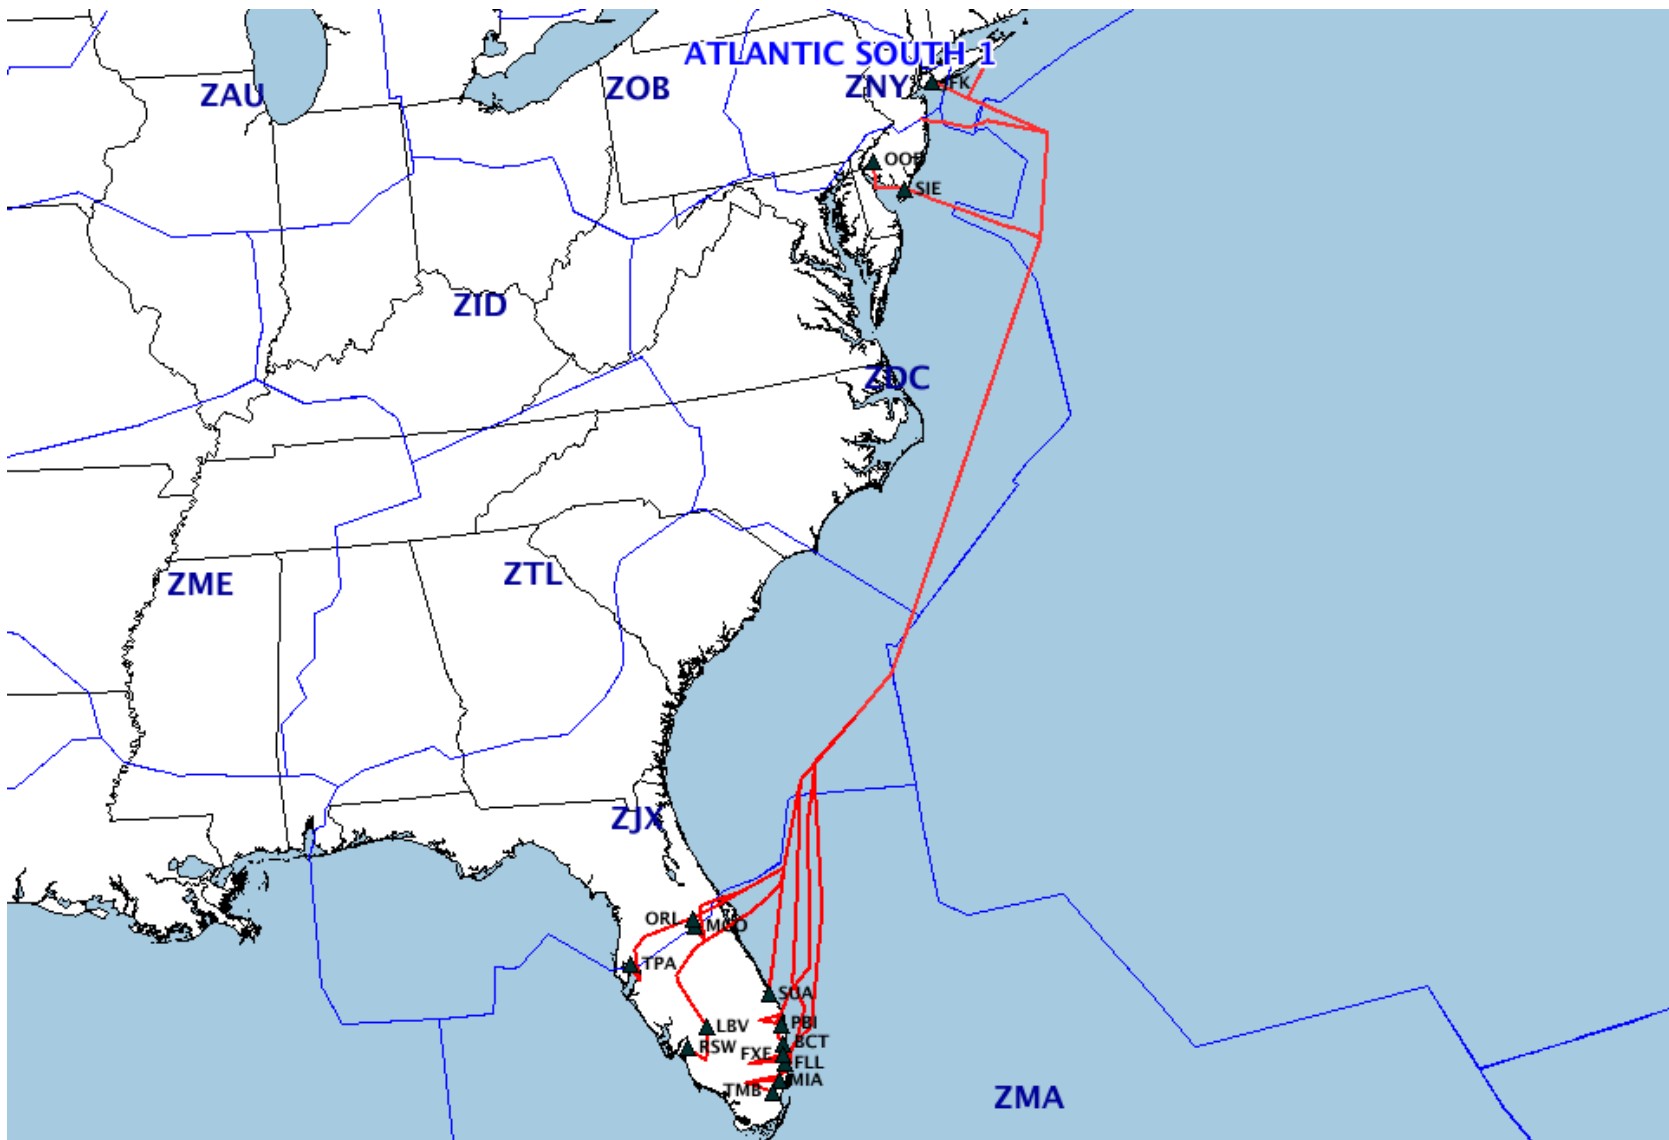 ATLANTIC SOUTH 1
ZAU
ZOB
ZNY
JFK
OOD
SIE
ZID
ZDC
ZME
ZTL
ZJX
ORL
MCO
TPA
SUA
LBV
PBI
RSW
BCT
FXE
FLL
MIA
TMB
ZMA